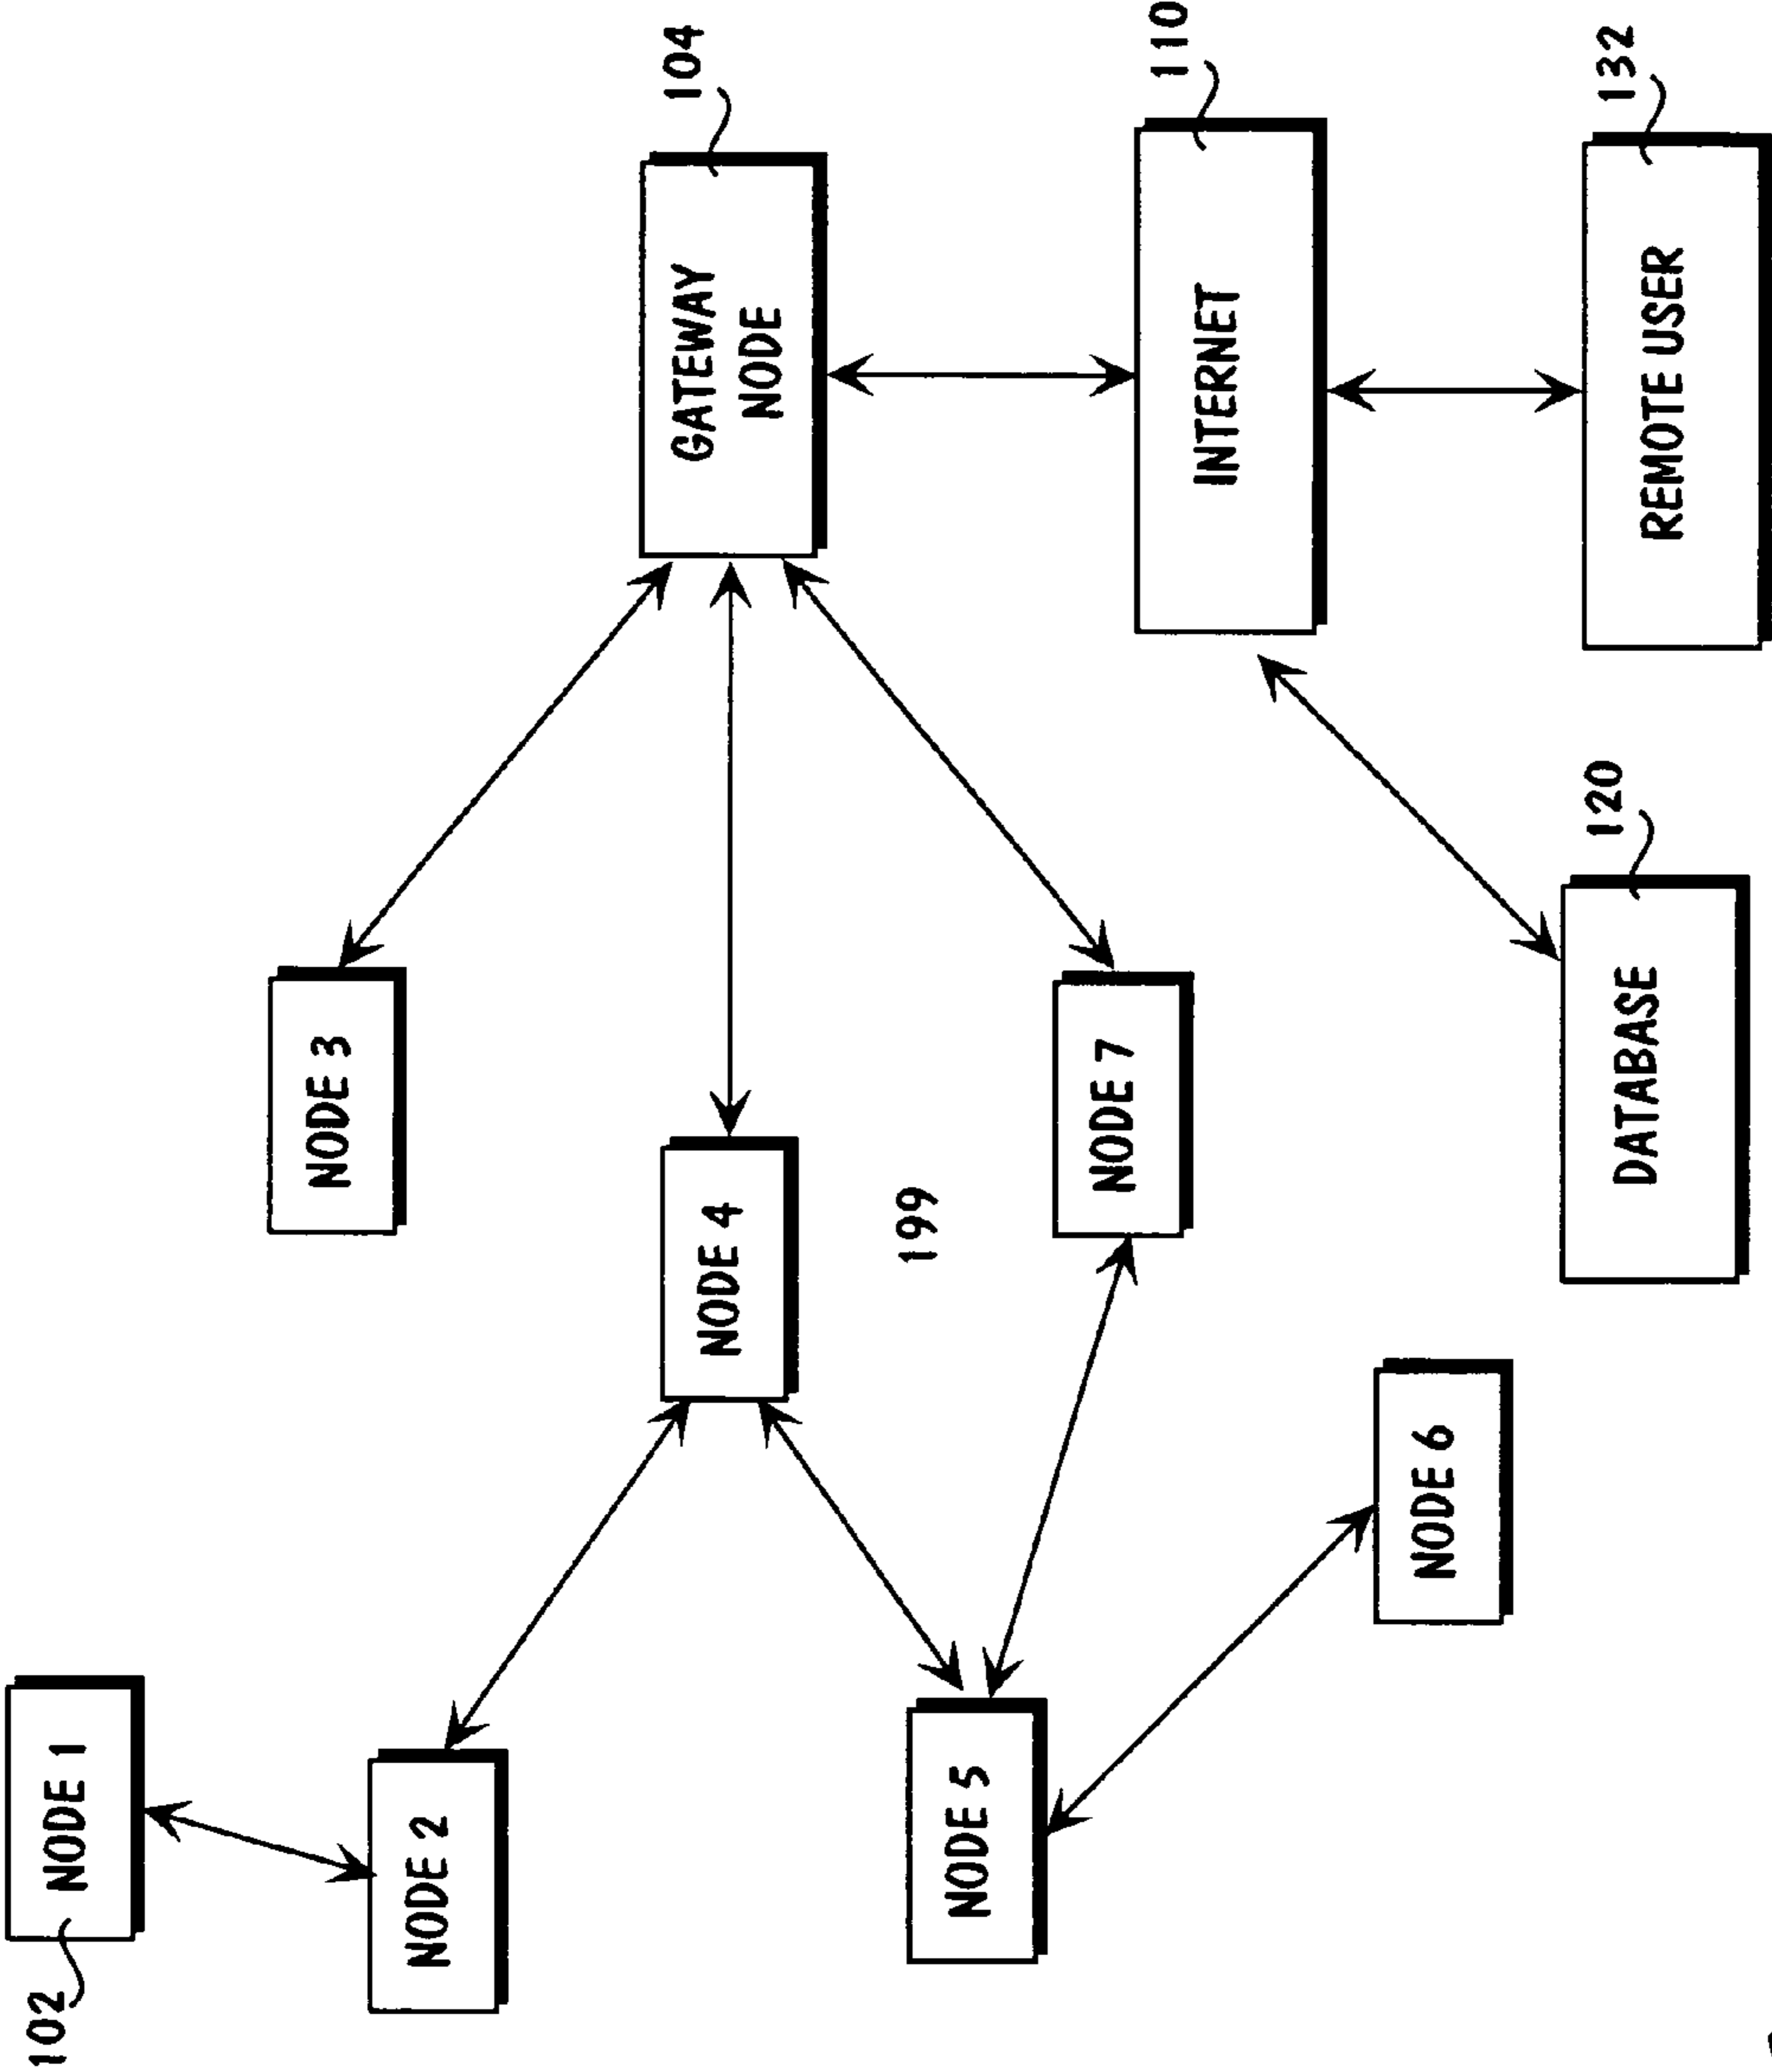 102
NODE 1
NODE 2
NODE 3
104
GATEWAY
NODE
NODE 4
199
NODE 5
NODE 7
110
INTERNET
NODE 6
120
DATABASE
132
REMOTE USER